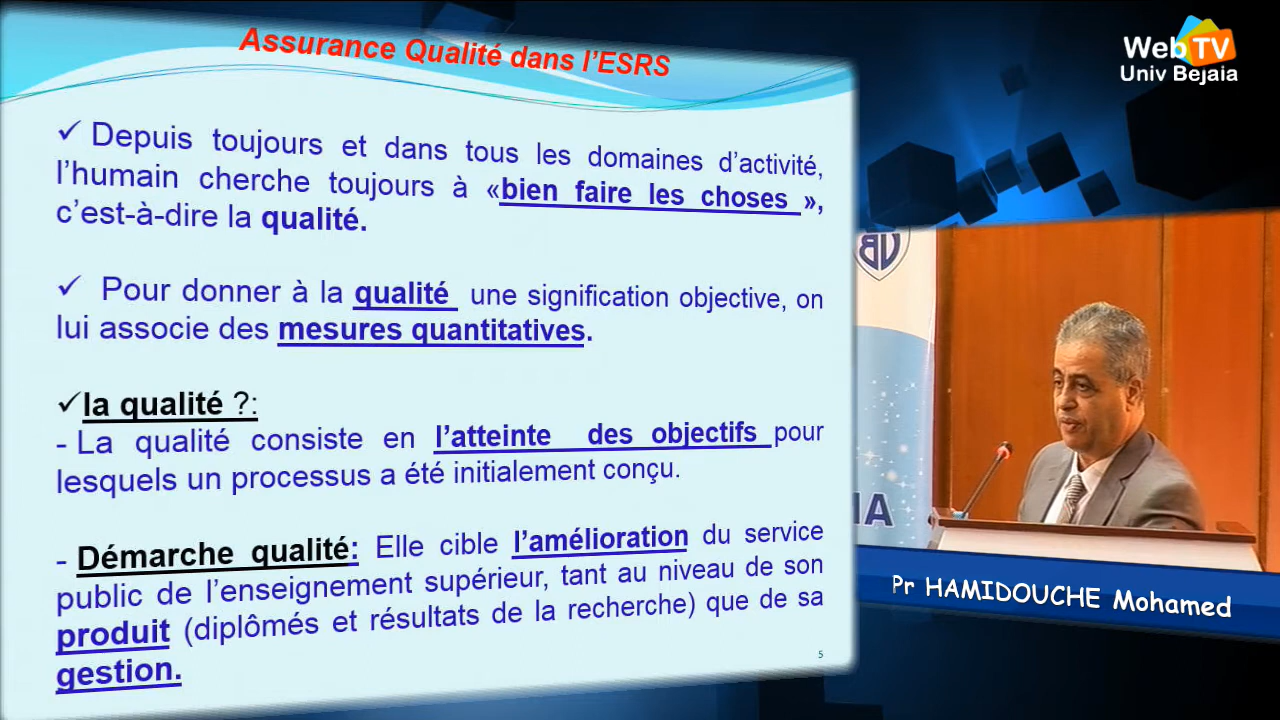 Assurance Qualité dans l'ESRS
✓ Depuis toujours et dans tous les domaines d'activité,
l'humain cherche toujours à «bien faire les choses »,
c'est-à-dire la qualité.
✓ Pour donner à la qualité une signification objective, on
lui associe des mesures quantitatives.
✓la qualité ?:
- La qualité consiste en l'atteinte des objectifs pour
lesquels un processus a été initialement conçu.
- Démarche qualité: Elle cible l'amélioration du service
public de l'enseignement supérieur, tant au niveau de son
produit (diplômés et résultats de la recherche) que de sa
gestion.
5
Web TV
Univ Bejaia
Pr HAMIDOUCHE Mohamed